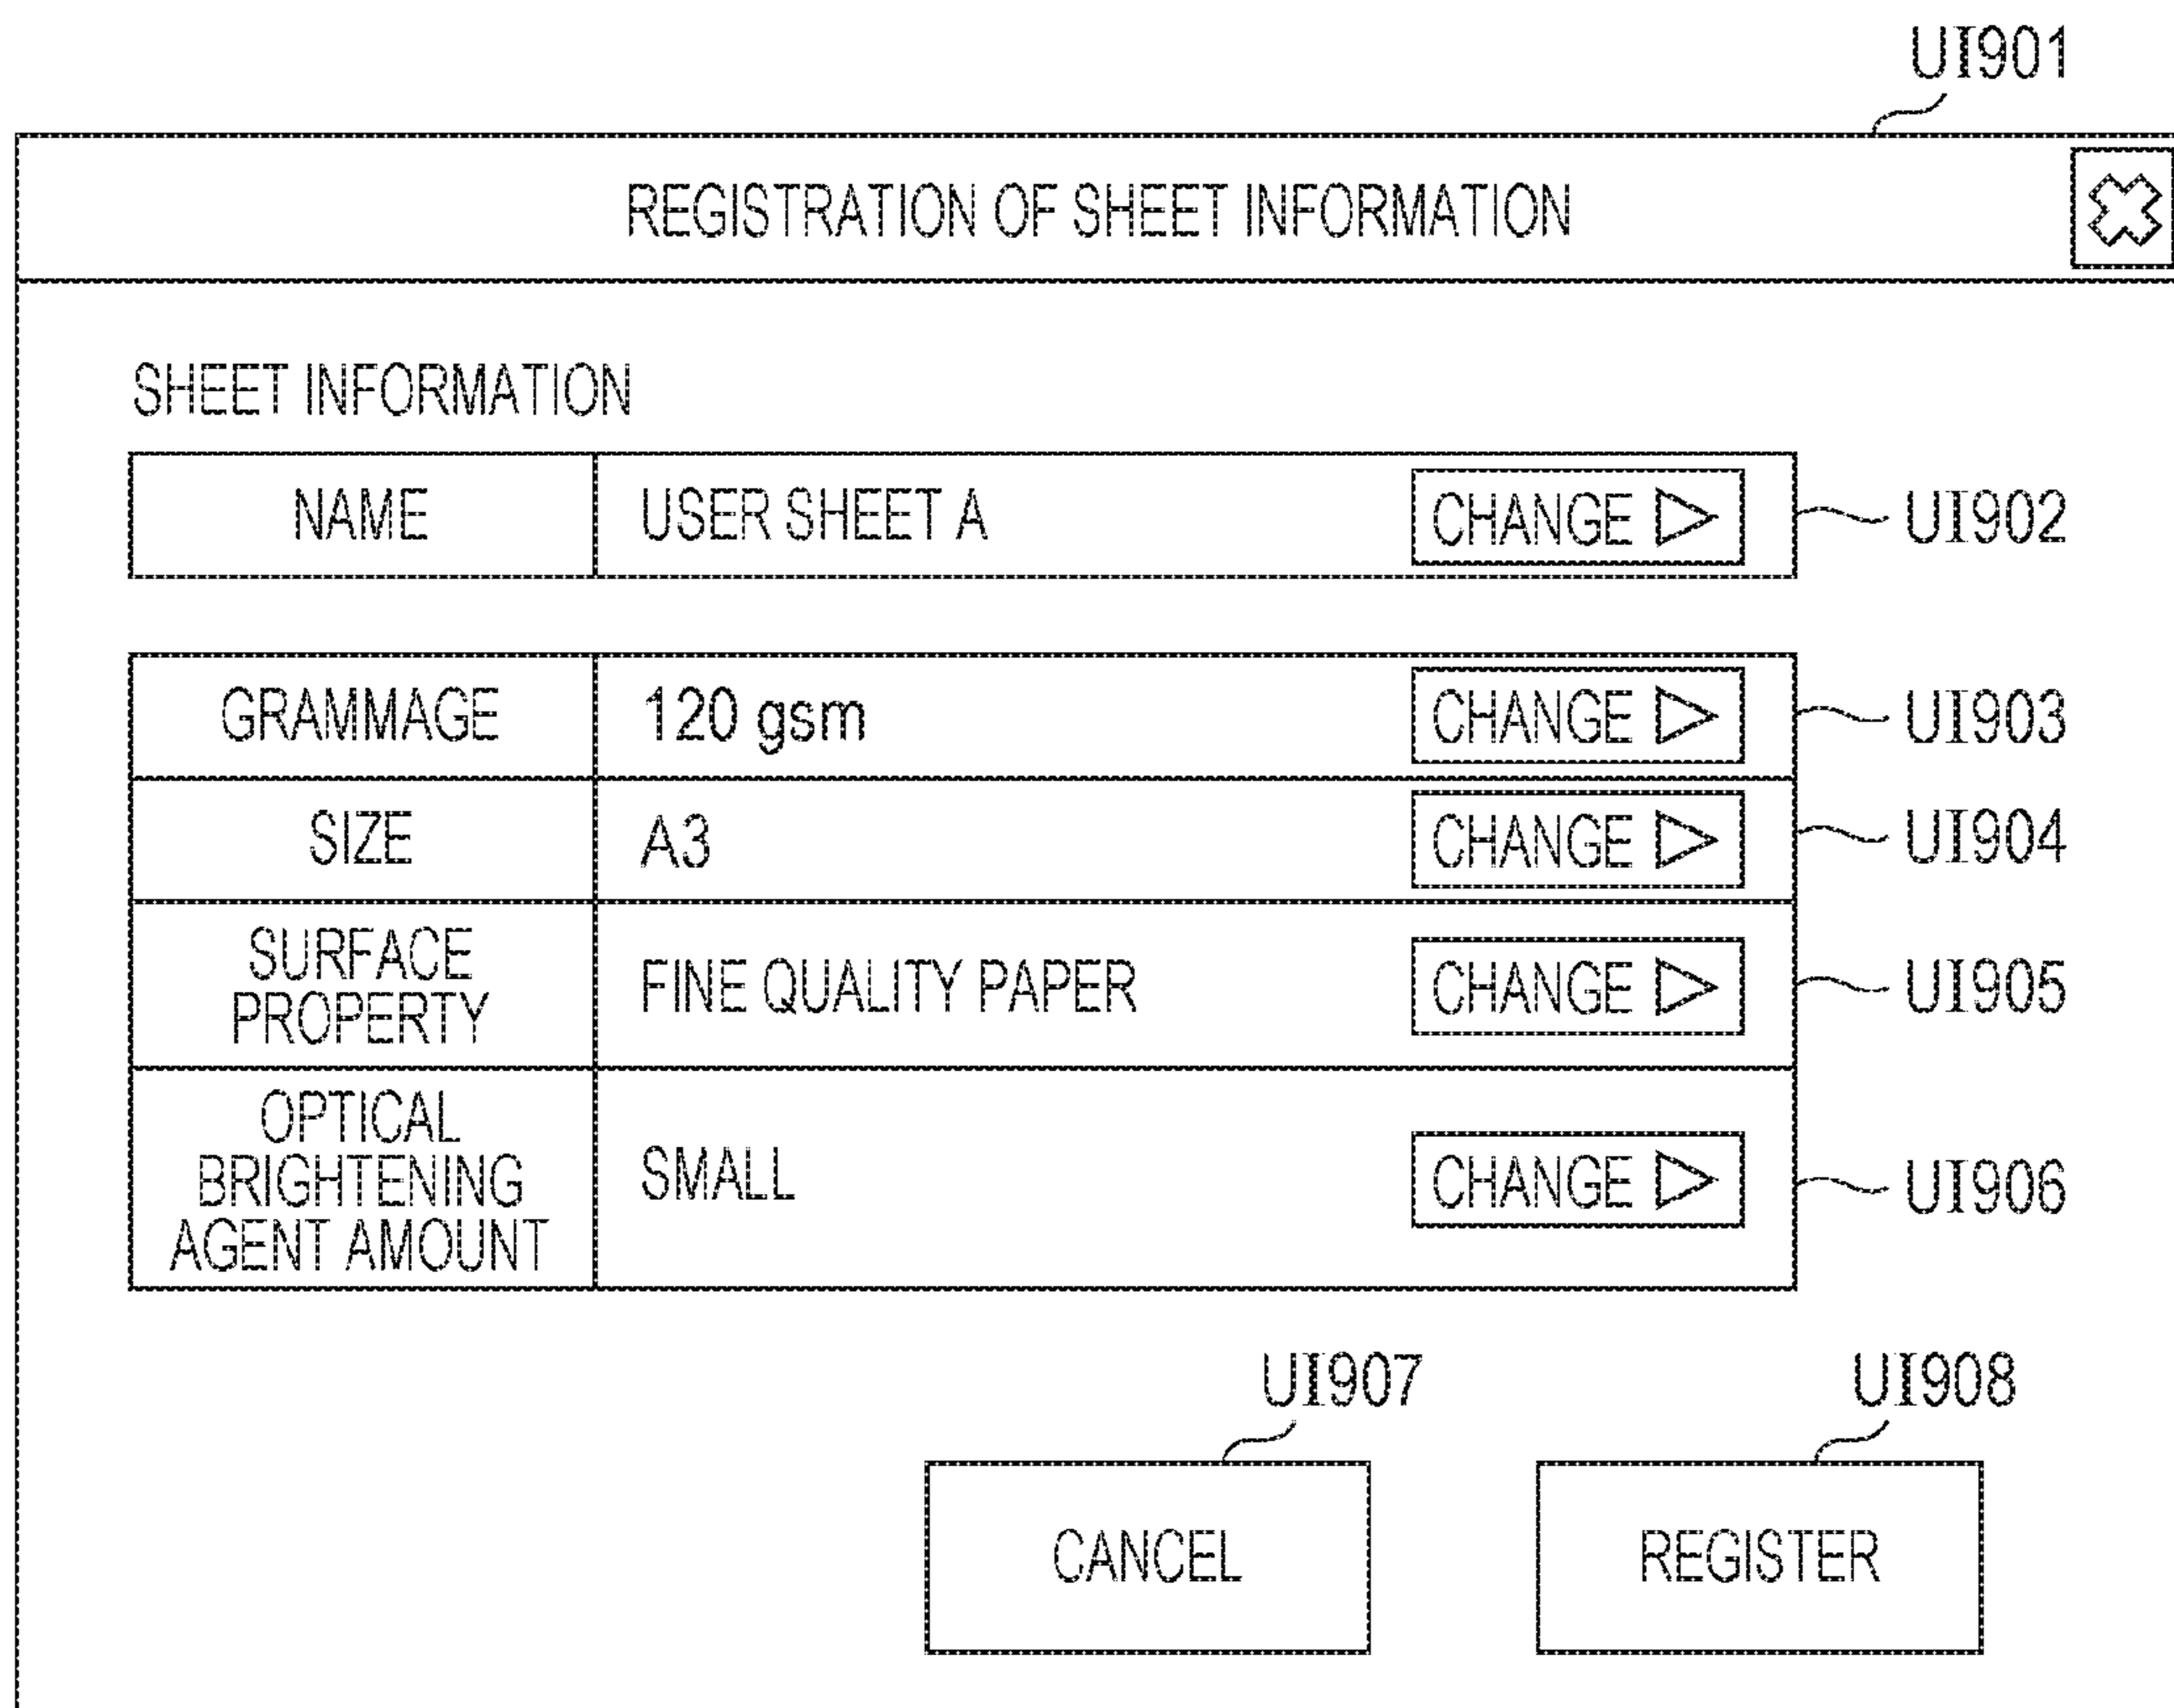 UI901
REGISTRATION OF SHEET INFORMATION
SHEET INFORMATION
NAME USER SHEET A CHANGE UI902
GRAMMAGE 120 gsm CHANGE UI903
SIZE A3 CHANGE UI904
SURFACE
PROPERTY
FINE QUALITY PAPER CHANGE UI905
OPTICAL
BRIGHTENING
AGENT AMOUNT
SMALL CHANGE UI906
UI907 UI908
CANCEL REGISTER